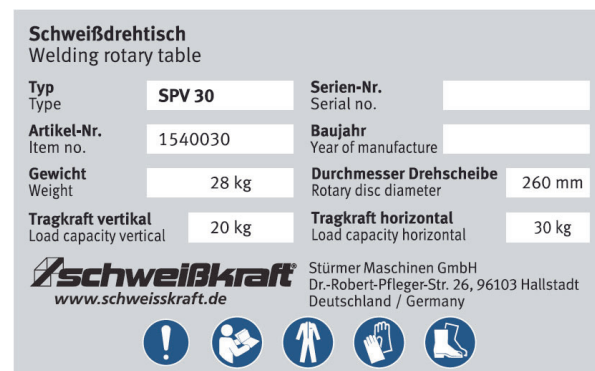 Schweißdrehtisch
Welding rotary table
Typ
Type
SPV 30
Serien-Nr.
Serial no.
Artikel-Nr.
Item no.
1540030
Baujahr
Year of manufacture
Gewicht
Weight
28 kg
Durchmesser Drehscheibe
Rotary disc diameter
260 mm
Tragkraft vertikal
Load capacity vertical
20 kg
Tragkraft horizontal
Load capacity horizontal
30 kg
schweißkraft®
www.schweisskraft.de
Stürmer Maschinen GmbH
Dr.-Robert-Pfleger-Str. 26, 96103 Hallstadt
Deutschland / Germany